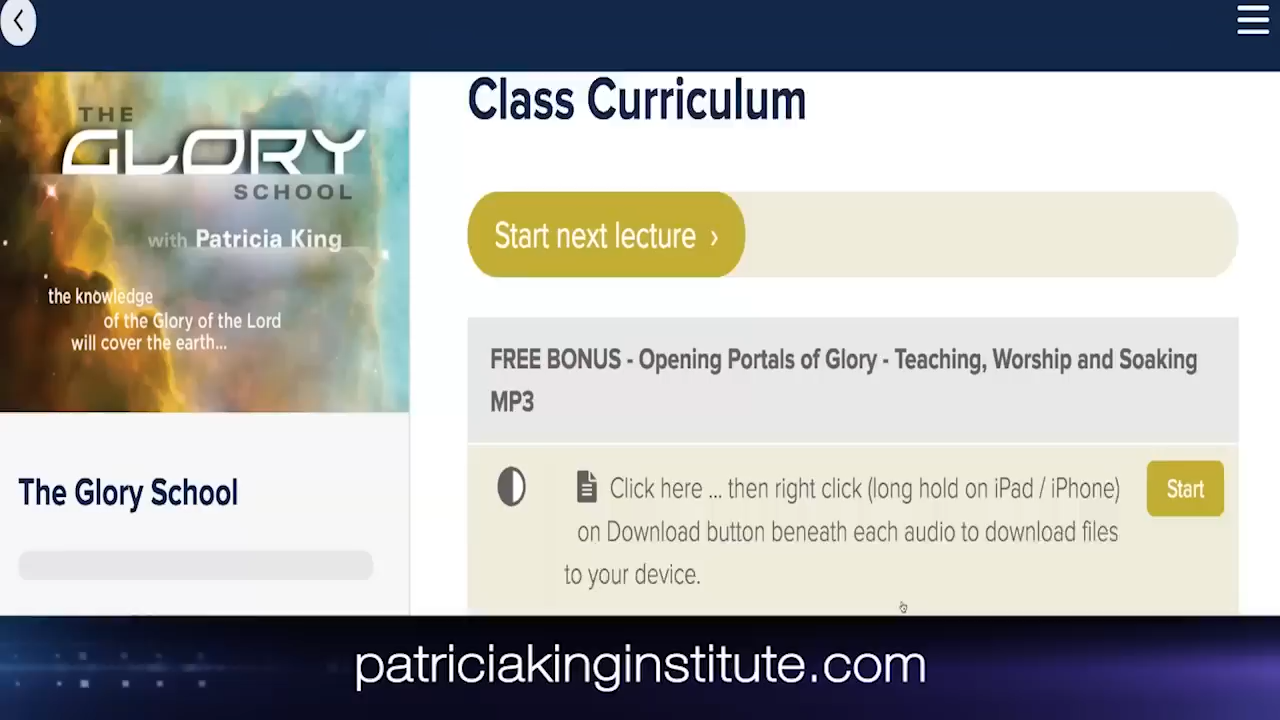 THE
GLORY
SCHOOL
with Patricia King
the knowledge
of the Glory of the Lord
will cover the earth...
The Glory School
Class Curriculum
Start next lecture ›
FREE BONUS - Opening Portals of Glory - Teaching, Worship and Soaking
MP3
Click here ... then right click (long hold on iPad / iPhone)
on Download button beneath each audio to download files
to your device.
Start
patriciakinginstitute.com